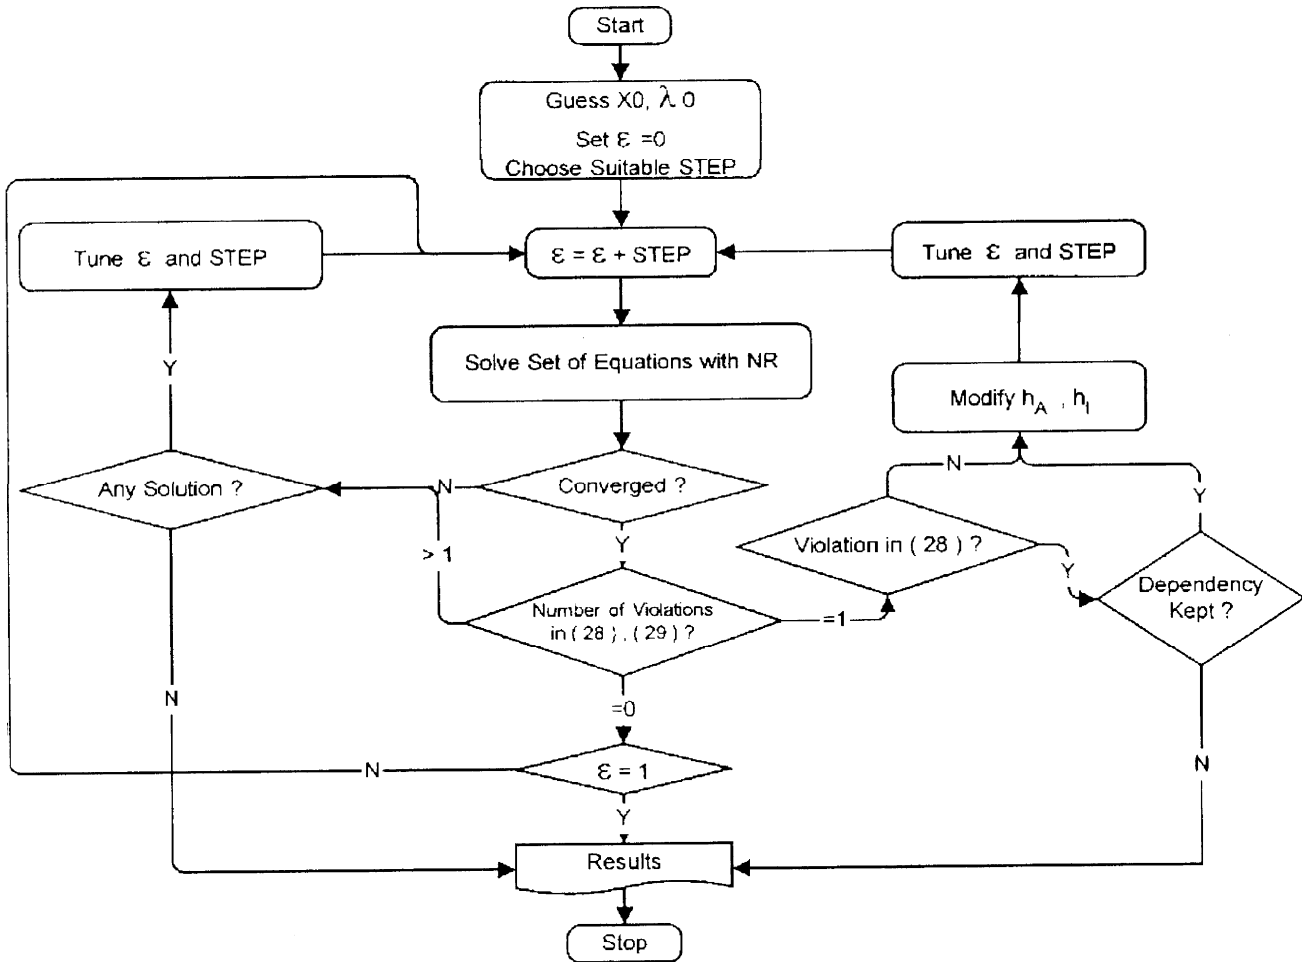 Start
Guess X0, λ 0
Set ε =0
Choose Suitable STEP
Tune ε and STEP
ε = ε + STEP
Tune ε and STEP
Solve Set of Equations with NR
Y
Modify h_A , h_I
Any Solution ?
N
Converged ?
N
Y
> 1
Y
Violation in ( 28 ) ?
Y
Dependency
Kept ?
Number of Violations
in ( 28 ) , ( 29 ) ?
=1
N
=0
N
ε = 1
N
Y
Results
Stop